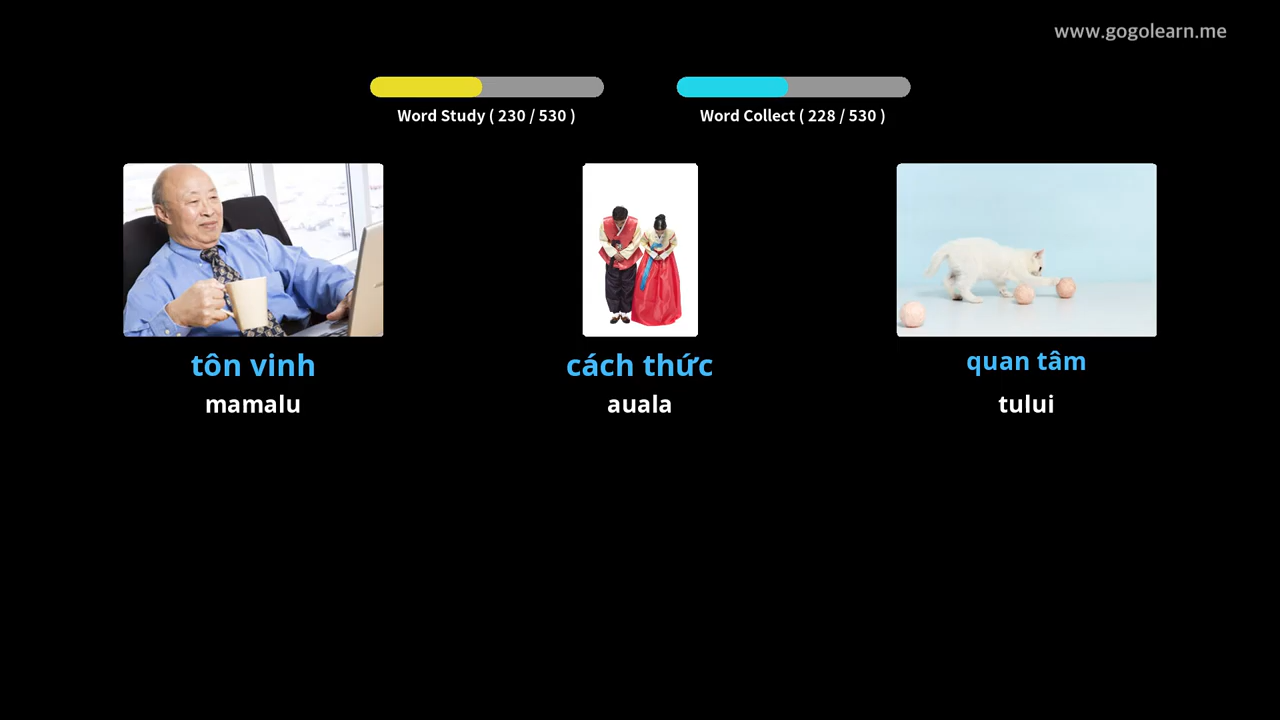 www.gogolearn.me
Word Study ( 230 / 530 )
Word Collect ( 228 / 530 )
tôn vinh
mamalu
cách thức
auala
quan tâm
tului